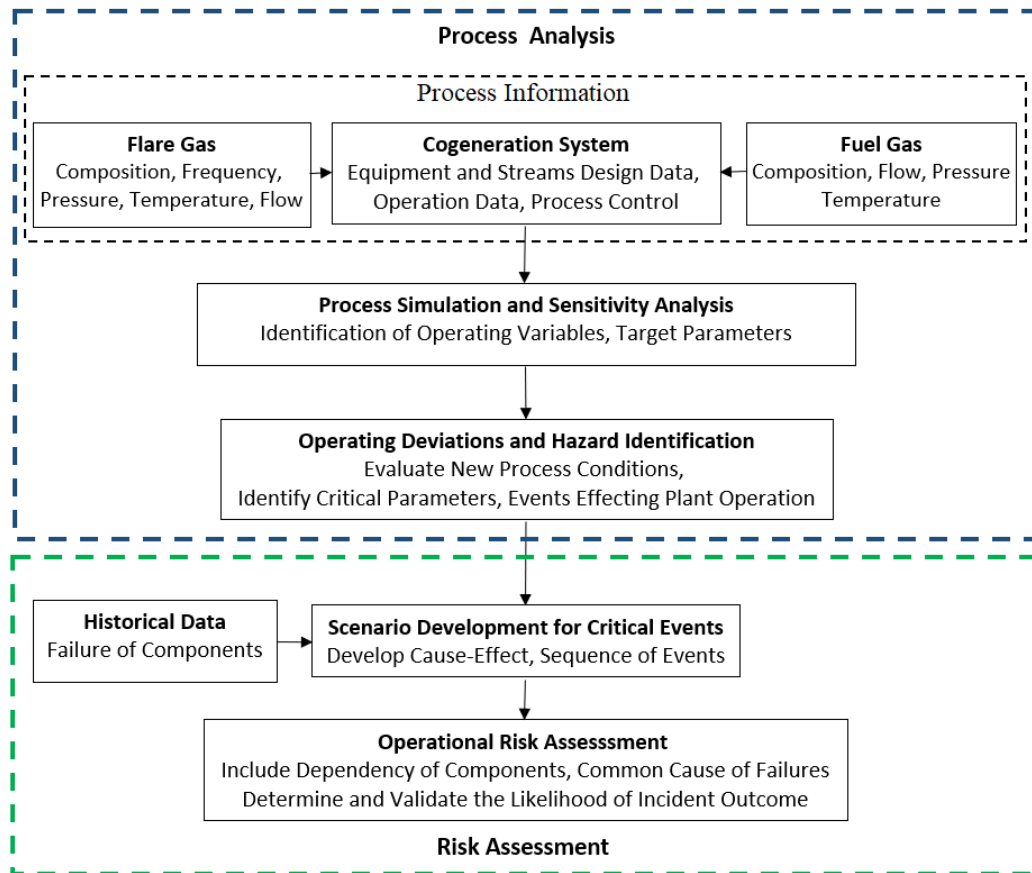 Process Analysis
Process Information
Flare Gas
Composition, Frequency,
Pressure, Temperature, Flow
Cogeneration System
Equipment and Streams Design Data,
Operation Data, Process Control
Fuel Gas
Composition, Flow, Pressure
Temperature
Process Simulation and Sensitivity Analysis
Identification of Operating Variables, Target Parameters
Operating Deviations and Hazard Identification
Evaluate New Process Conditions,
Identify Critical Parameters, Events Effecting Plant Operation
Historical Data
Failure of Components
Scenario Development for Critical Events
Develop Cause-Effect, Sequence of Events
Operational Risk Assesssment
Include Dependency of Components, Common Cause of Failures
Determine and Validate the Likelihood of Incident Outcome
Risk Assessment